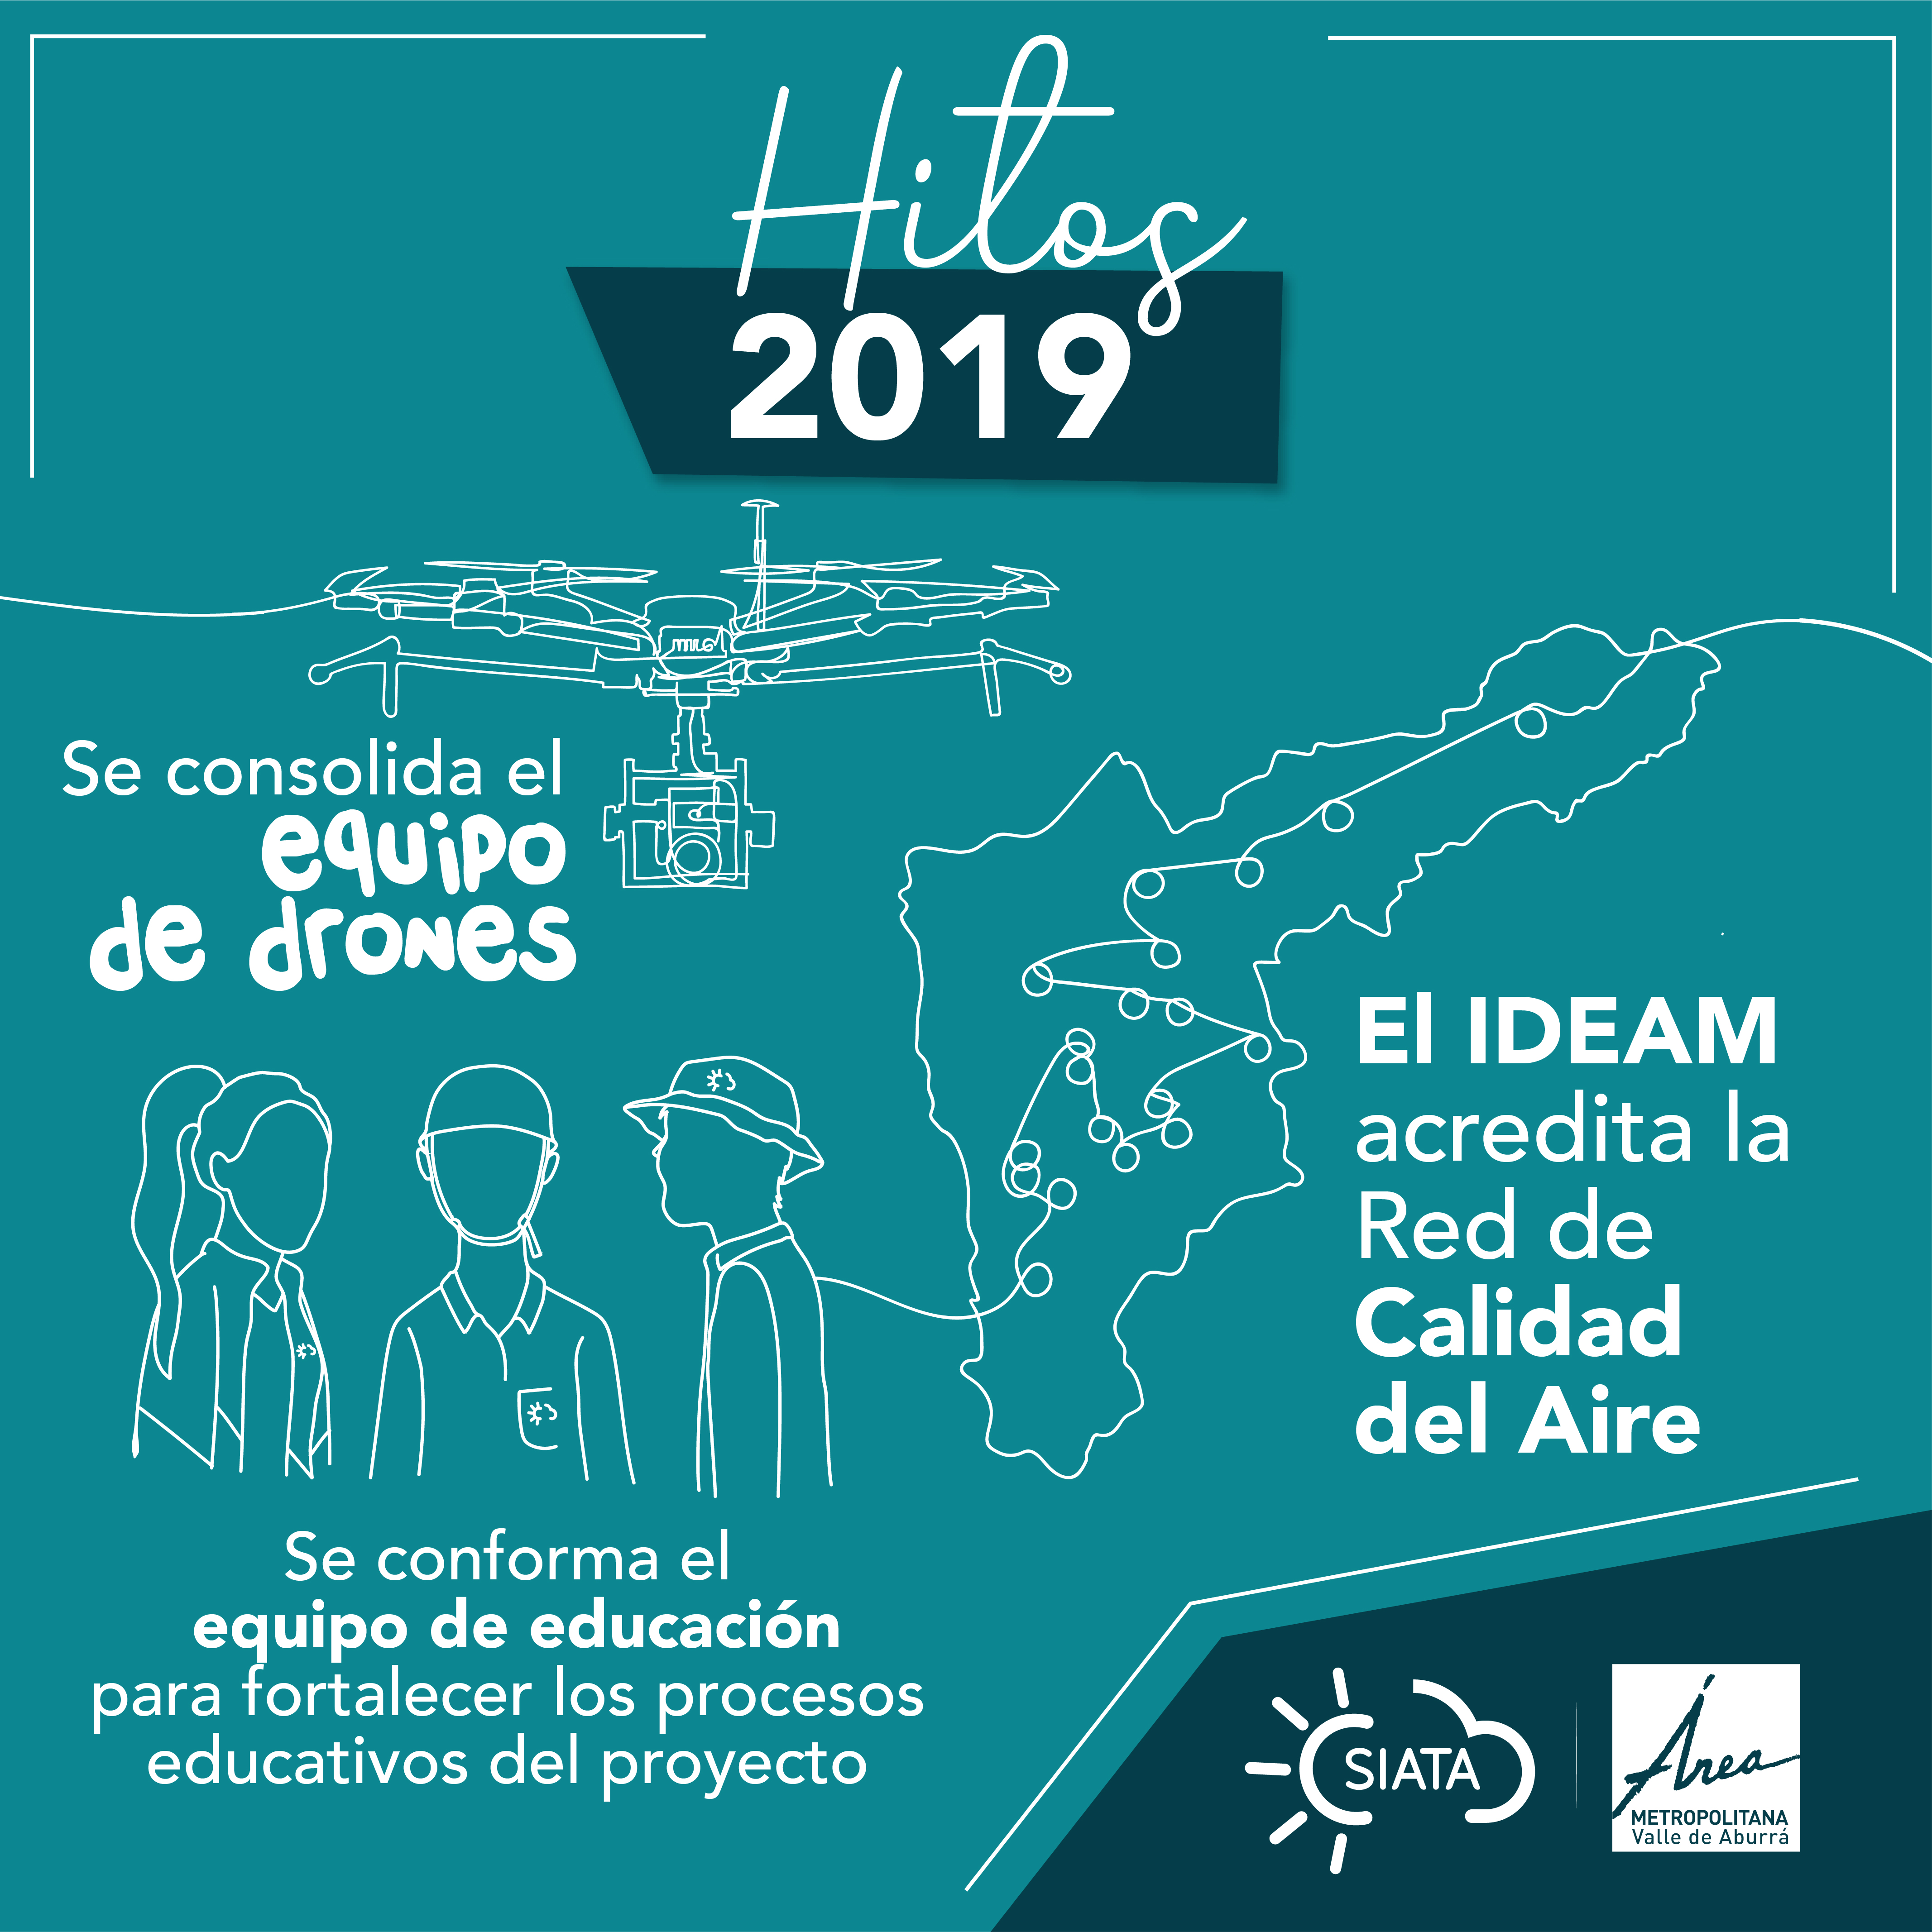 Hitos
2019
Se consolida el
equipo
de drones
El IDEAM
acredita la
Red de
Calidad
del Aire
Se conforma el
equipo de educación
para fortalecer los procesos
educativos del proyecto
SIATA
Área
METROPOLITANA
Valle de Aburrá